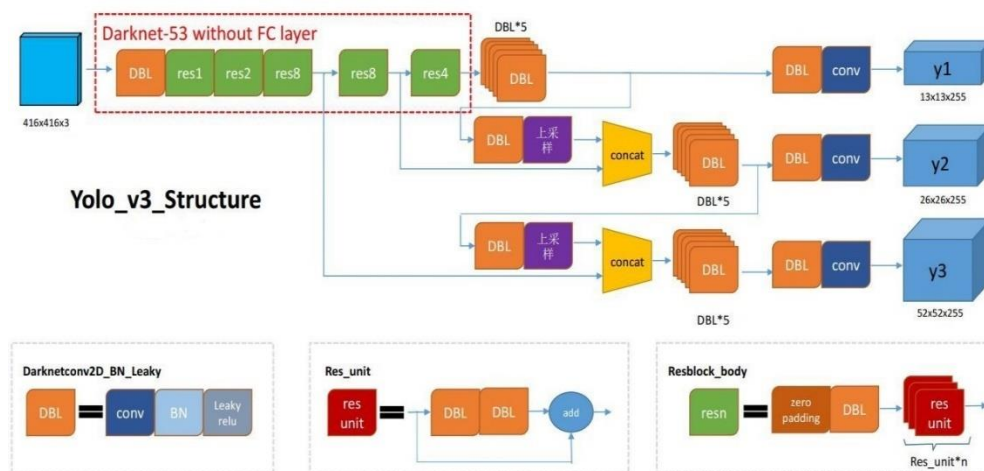 Darknet-53 without FC layer
DBL*5
DBL
res1
res2
res8
res8
res4
DBL
DBL
conv
y1
416x416x3
13x13x255
DBL
上采
样
concat
DBL
DBL
conv
y2
DBL*5
26x26x255
Yolo_v3_Structure
DBL
上采
样
concat
DBL
DBL
conv
y3
DBL*5
52x52x255
Darknetconv2D_BN_Leaky
DBL
conv
BN
Leaky
relu
Res_unit
res
unit
DBL
DBL
add
Resblock_body
resn
zero
padding
DBL
res
unit
Res_unit*n